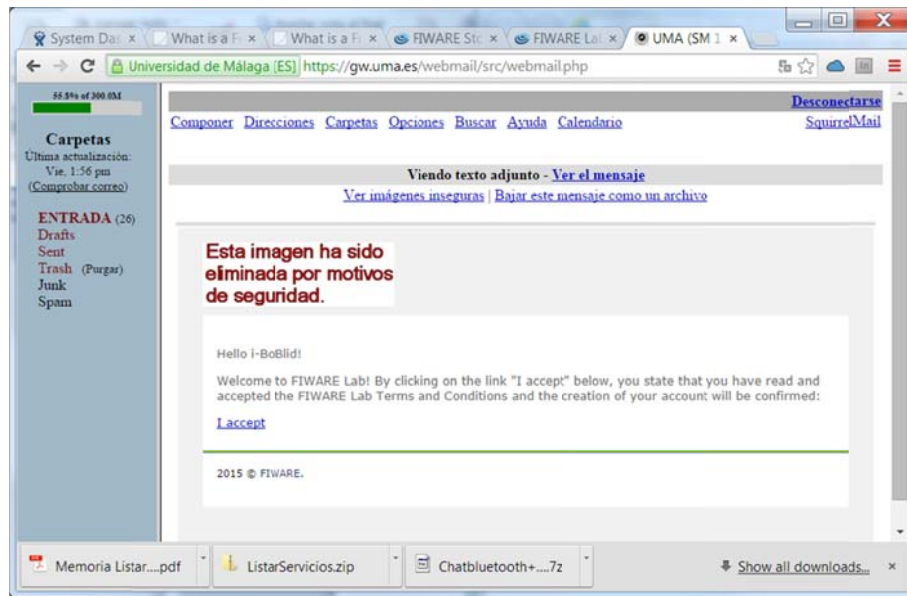 System Da
What is a F
What is a F
FIWARE Sto
FIWARE La
UMA (SM 1
Universidad de Málaga [ES] https://gw.uma.es/webmail/src/webmail.php
55.8% of 300.0M
Carpetas
Última actualización:
Vie, 1:56 pm
(Comprobar correo)
ENTRADA (26)
Drafts
Sent
Trash (Purgar)
Junk
Spam
Desconectarse
Componer Direcciones Carpetas Opciones Buscar Ayuda Calendario SquirrelMail
Viendo texto adjunto - Ver el mensaje
Ver imágenes inseguras | Bajar este mensaje como un archivo
Esta imagen ha sido
eliminada por motivos
de seguridad.
Hello i-BoBlid!
Welcome to FIWARE Lab! By clicking on the link "I accept" below, you state that you have read and
accepted the FIWARE Lab Terms and Conditions and the creation of your account will be confirmed:
I accept
2015 © FIWARE.
Memoria Listar....pdf
ListarServicios.zip
Chatbluetooth+....7z
Show all downloads...